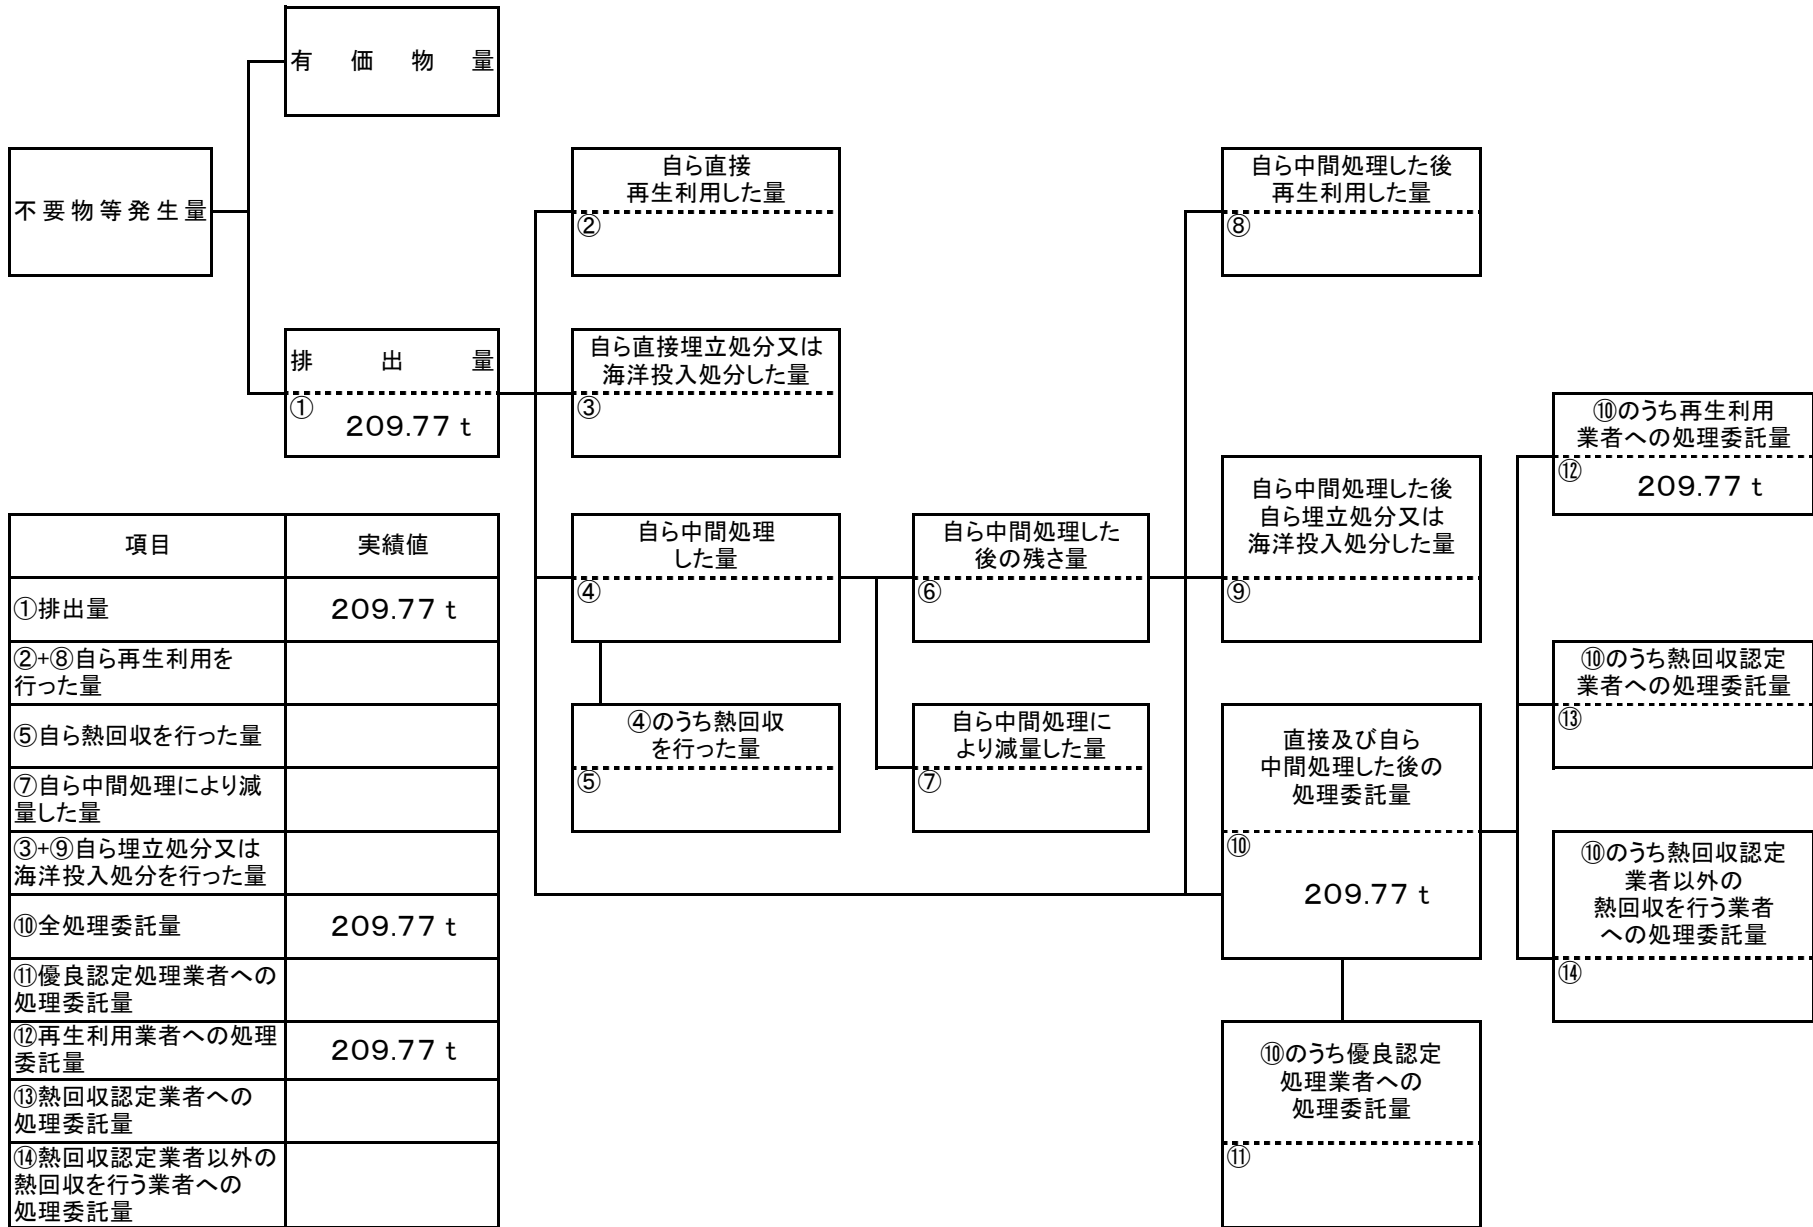 有価物量
不要物等発生量
排出量
①
209.77 t
自ら直接
再生利用した量
②
自ら直接埋立処分又は
海洋投入処分した量
③
自ら中間処理
した量
④
④のうち熱回収
を行った量
⑤
自ら中間処理した
後の残さ量
⑥
自ら中間処理に
より減量した量
⑦
自ら中間処理した後
再生利用した量
⑧
自ら中間処理した後
自ら埋立処分又は
海洋投入処分した量
⑨
直接及び自ら
中間処理した後の
処理委託量
⑩
209.77 t
⑩のうち優良認定
処理業者への
処理委託量
⑪
⑩のうち再生利用
業者への処理委託量
⑫
209.77 t
⑩のうち熱回収認定
業者への処理委託量
⑬
⑩のうち熱回収認定
業者以外の
熱回収を行う業者
への処理委託量
⑭
項目 実績値
①排出量 209.77 t
②+⑧自ら再生利用を
行った量
⑤自ら熱回収を行った量
⑦自ら中間処理により減
量した量
③+⑨自ら埋立処分又は
海洋投入処分を行った量
⑩全処理委託量 209.77 t
⑪優良認定処理業者への
処理委託量
⑫再生利用業者への処理
委託量
209.77 t
⑬熱回収認定業者への
処理委託量
⑭熱回収認定業者以外の
熱回収を行う業者への
処理委託量